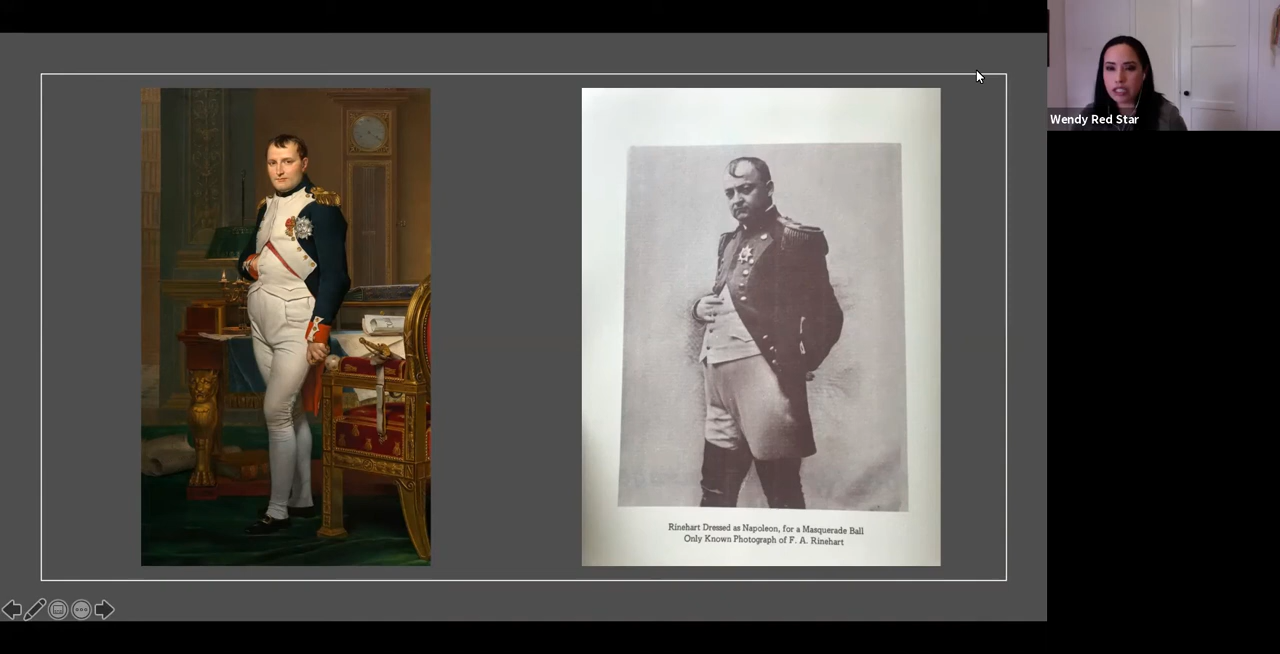 Rinehart Dressed as Napoleon, for a Masquerade Ball
Only Known Photograph of F. A. Rinehart
Wendy Red Star